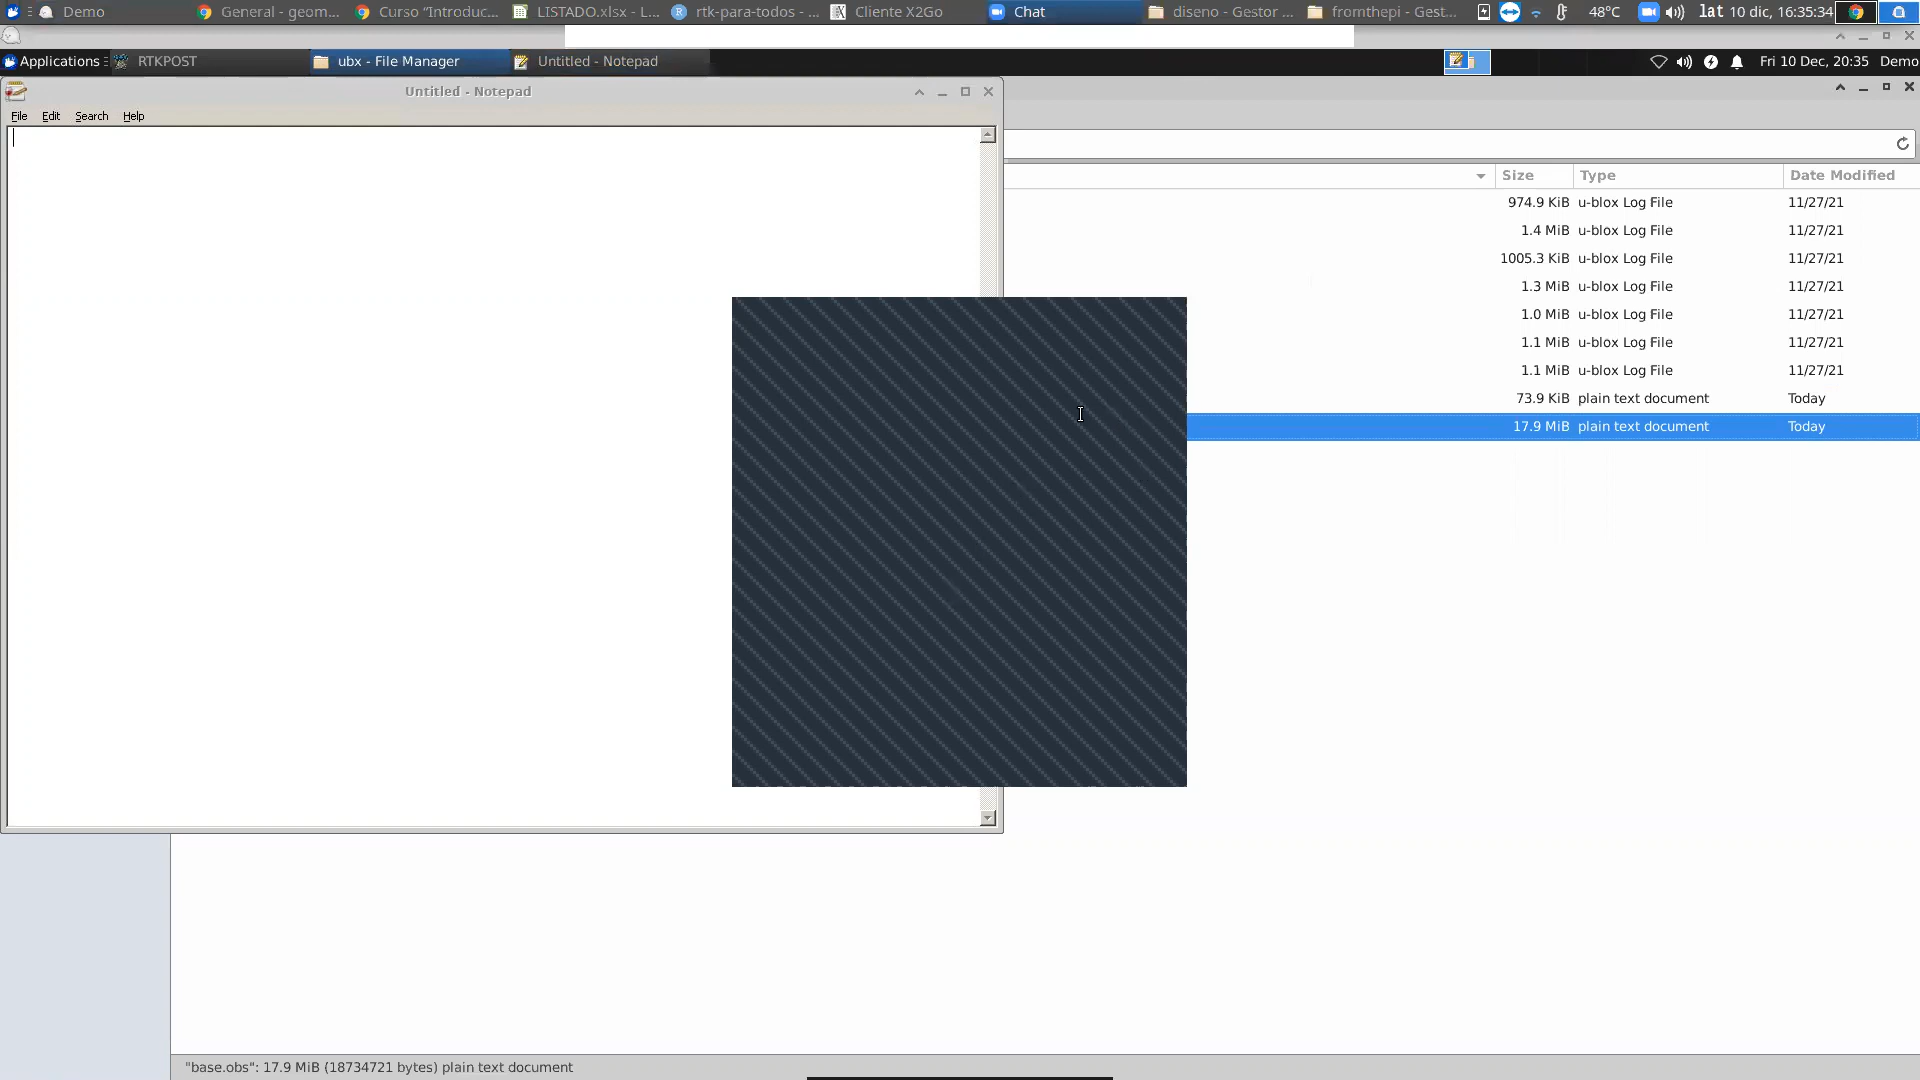 Demo
General - geom...
Curso “Introduc...
LISTADO.xlsx - L...
rtk-para-todos - ...
Cliente X2Go
Chat
diseno - Gestor ...
fromthepi - Gest...
48°C
lat 10 dic, 16:35:34
Applications
RTKPOST
ubx - File Manager
Untitled - Notepad
Fri 10 Dec, 20:35
Demo
Untitled - Notepad
File Edit Search Help
Size Type Date Modified
974.9 KiB u-blox Log File 11/27/21
1.4 MiB u-blox Log File 11/27/21
1005.3 KiB u-blox Log File 11/27/21
1.3 MiB u-blox Log File 11/27/21
1.0 MiB u-blox Log File 11/27/21
1.1 MiB u-blox Log File 11/27/21
1.1 MiB u-blox Log File 11/27/21
73.9 KiB plain text document Today
17.9 MiB plain text document Today
"base.obs": 17.9 MiB (18734721 bytes) plain text document